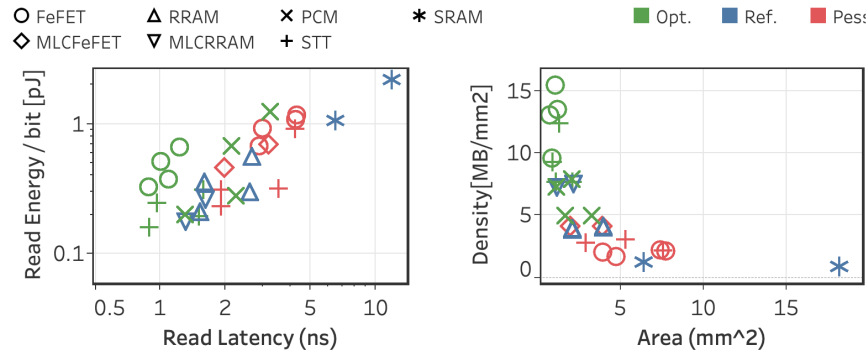 FeFET RRAM PCM SRAM Opt. Ref. Pess
MLCFeFET MLCRRAM STT
Read Energy / bit [pJ]
1
0.1
0.5 1 2 5 10
Read Latency (ns)
Density[MB/mm2]
15
10
5
0
5 10 15
Area (mm^2)